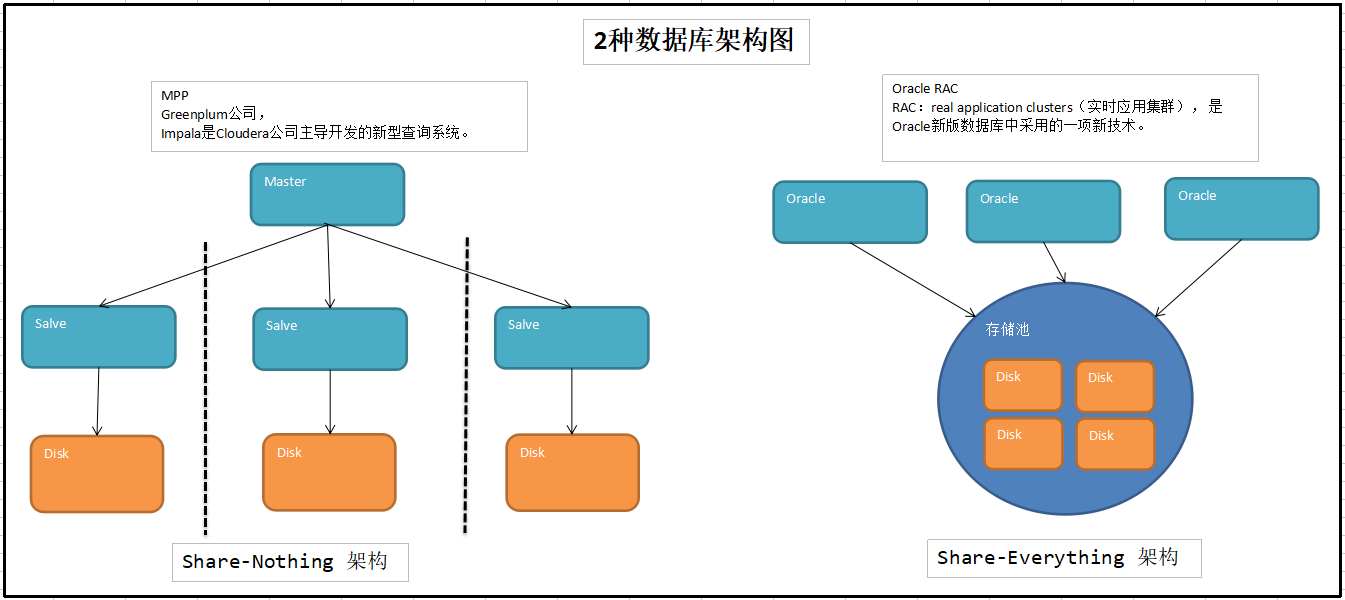 2种数据库架构图
MPP
Greenplum公司，
Impala是Cloudera公司主导开发的新型查询系统。
Master
Salve
Salve
Salve
Disk
Disk
Disk
Share-Nothing 架构
Oracle RAC
RAC：real application clusters（实时应用集群），是
Oracle新版数据库中采用的一项新技术。
Oracle
Oracle
Oracle
存储池
Disk
Disk
Disk
Disk
Share-Everything 架构